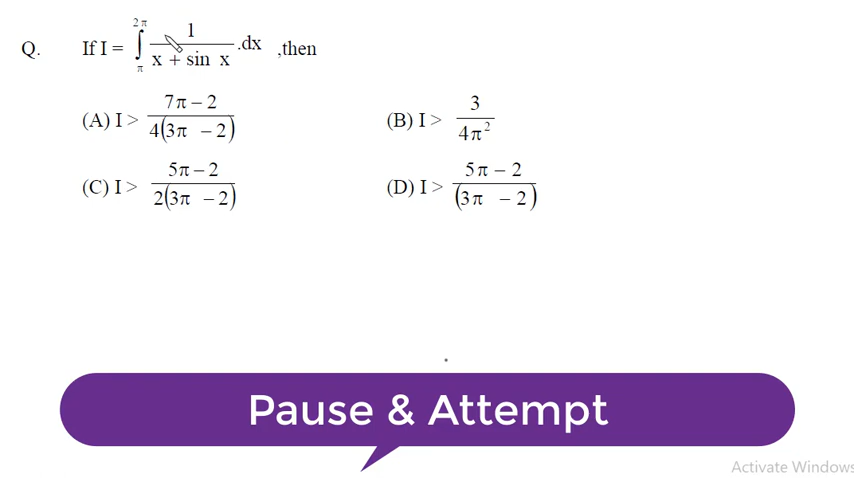 Q. If I = ∫_π^{2π} 1/(x + sin x) .dx ,then
(A) I > (7π − 2)/(4(3π − 2)) (B) I > 3/(4π²)
(C) I > (5π − 2)/(2(3π − 2)) (D) I > (5π − 2)/((3π − 2))
Pause & Attempt
Activate Windows